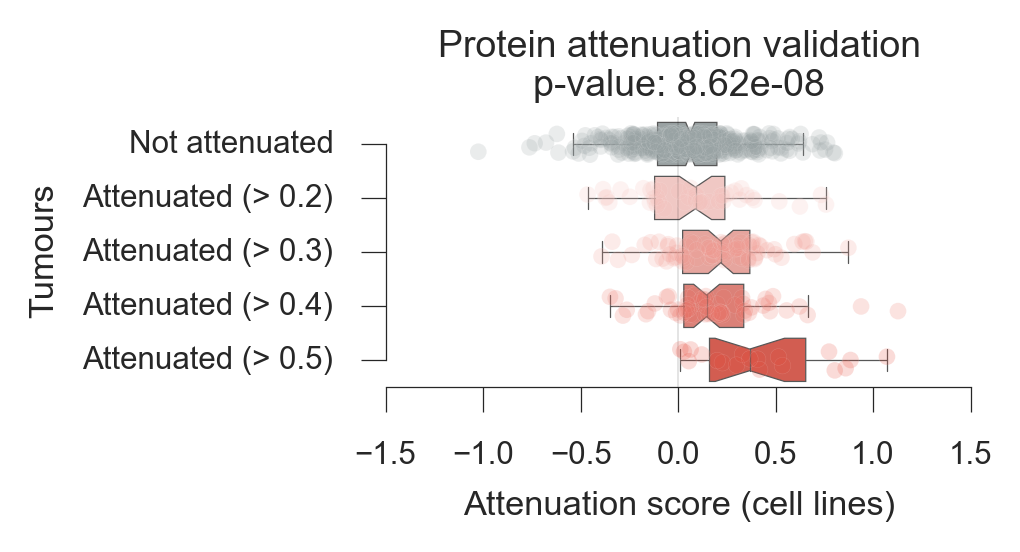 Protein attenuation validation
p-value: 8.62e-08
Tumours
Not attenuated
Attenuated (> 0.2)
Attenuated (> 0.3)
Attenuated (> 0.4)
Attenuated (> 0.5)
−1.5 −1.0 −0.5 0.0 0.5 1.0 1.5
Attenuation score (cell lines)